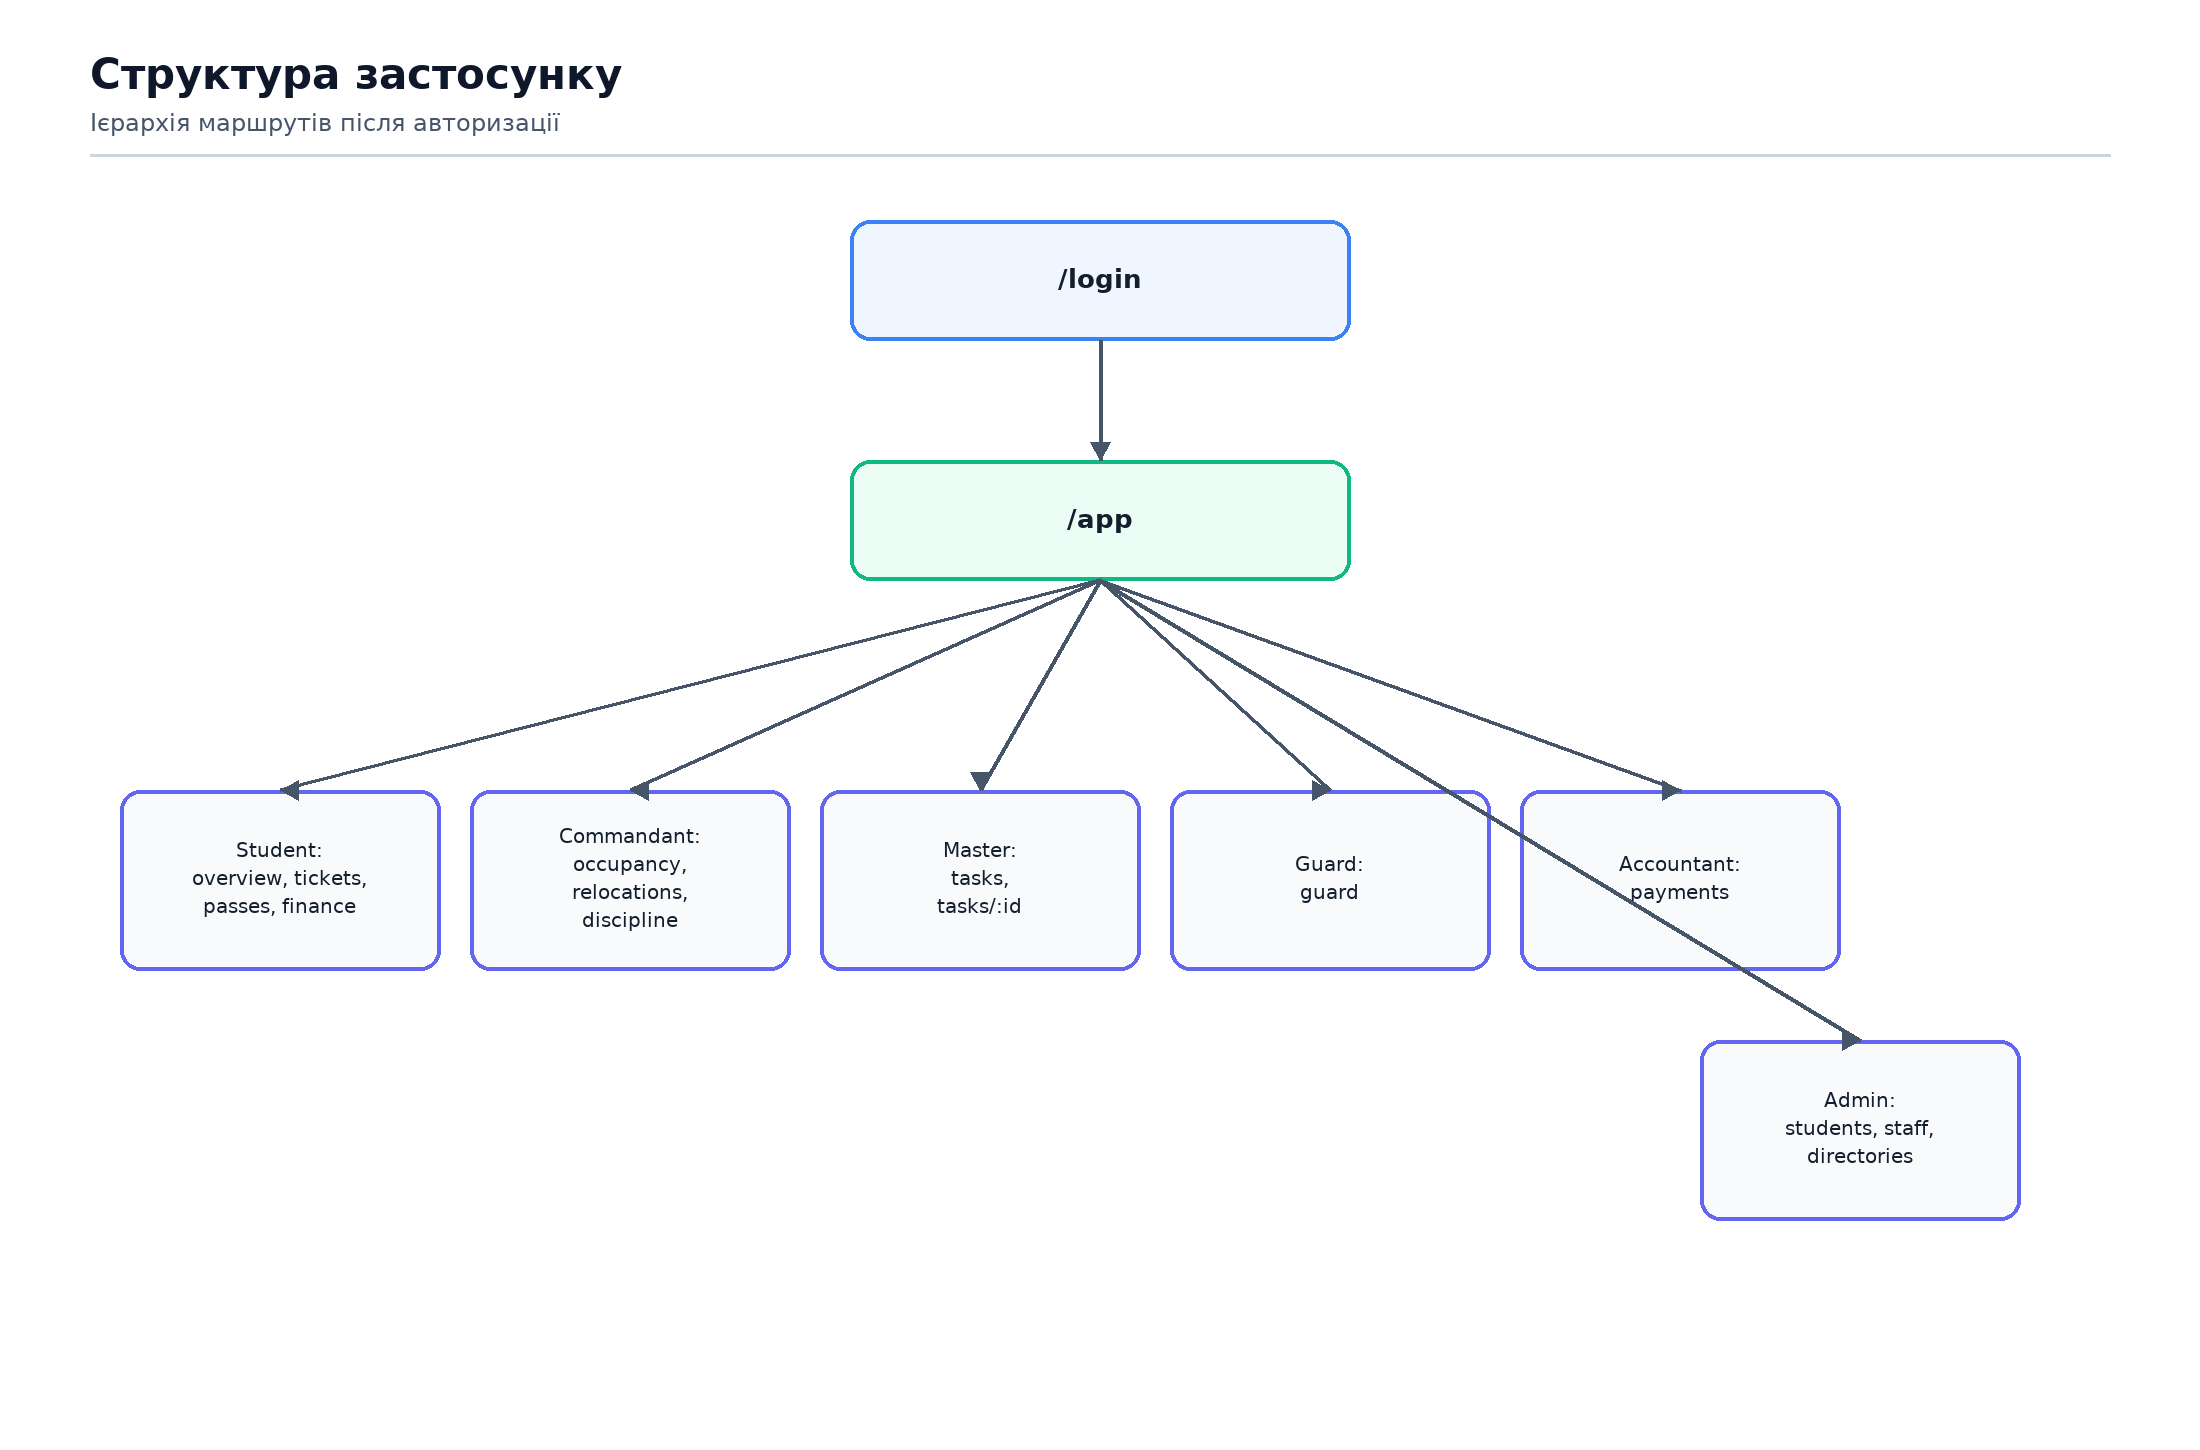 Структура застосунку
Ієрархія маршрутів після авторизації
/login
/app
Student:
overview, tickets,
passes, finance
Commandant:
occupancy,
relocations,
discipline
Master:
tasks,
tasks/:id
Guard:
guard
Accountant:
payments
Admin:
students, staff,
directories